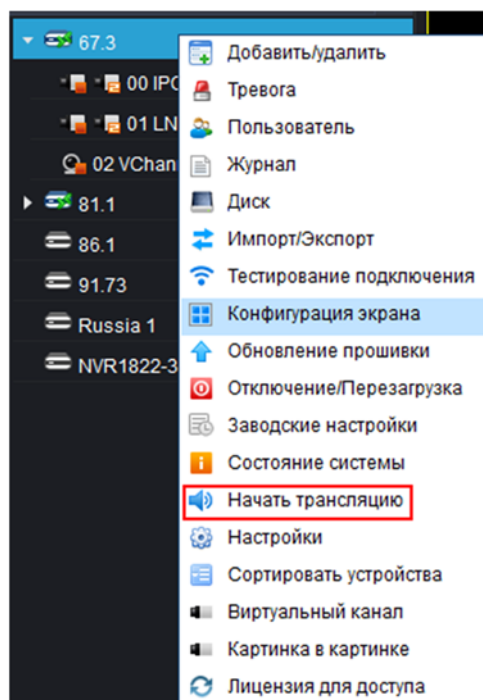 67.3
00 IPC
01 LN
02 VChan
81.1
86.1
91.73
Russia 1
NVR1822-3
Добавить/удалить
Тревога
Пользователь
Журнал
Диск
Импорт/Экспорт
Тестирование подключения
Конфигурация экрана
Обновление прошивки
Отключение/Перезагрузка
Заводские настройки
Состояние системы
Начать трансляцию
Настройки
Сортировать устройства
Виртуальный канал
Картинка в картинке
Лицензия для доступа